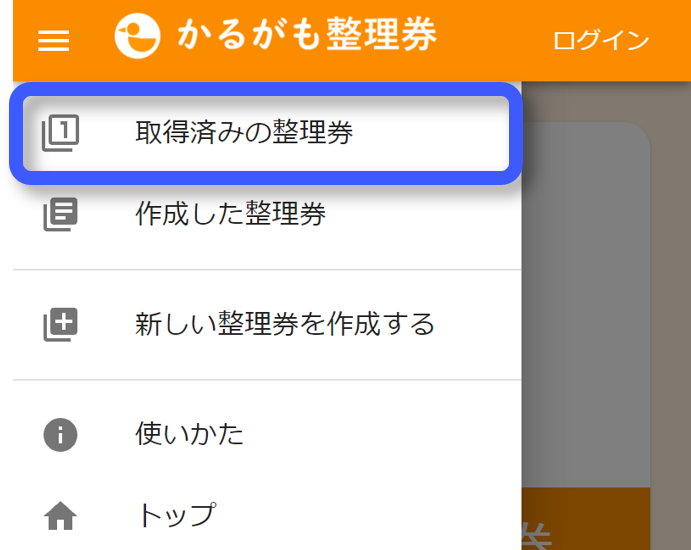 かるがも整理券
ログイン
取得済みの整理券
作成した整理券
新しい整理券を作成する
使いかた
トップ
券